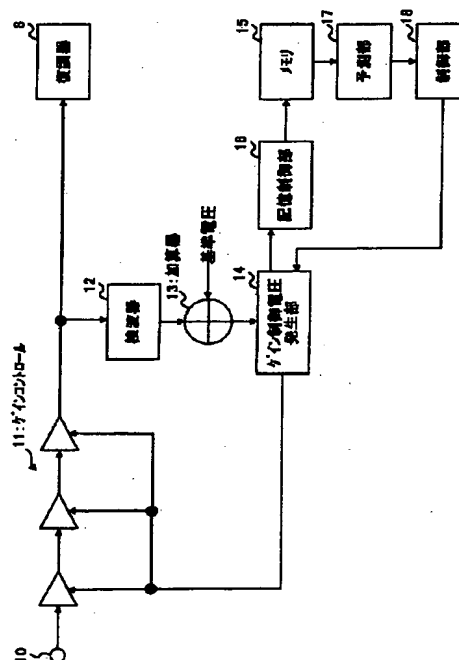 10
11:ゲインコントロール
8
復調器
12
検波器
13:加算器
基準電圧
14
ゲイン制御電圧
発生部
16
記憶制御部
15
メモリ
17
予測部
18
制御部